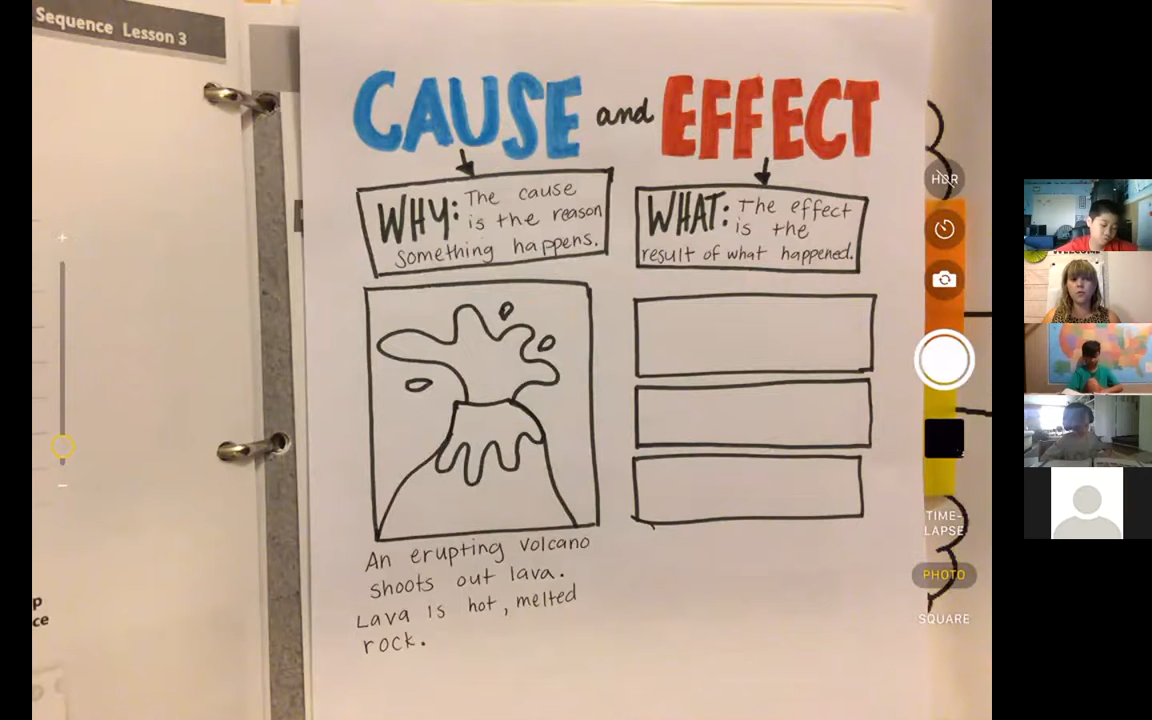 Sequence Lesson 3
CAUSE and EFFECT
WHY: The cause
is the reason
something happens.
WHAT: The effect
is the
result of what happened.
An erupting volcano
shoots out lava.
Lava is hot, melted
rock.
HDR
TIME-
LAPSE
PHOTO
SQUARE